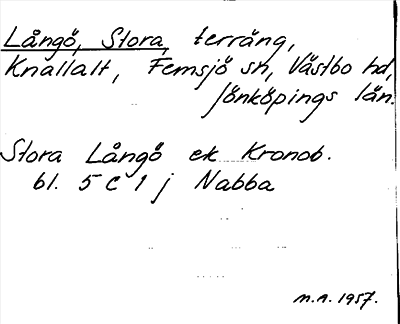 Långö, Stora, terräng,
Knallalt, Femsjö sn, Västbo hd,
Jönköpings län.
Stora Långö ek Kronob.
bl. 5 C 1 j Nabba
m.a. 1957.